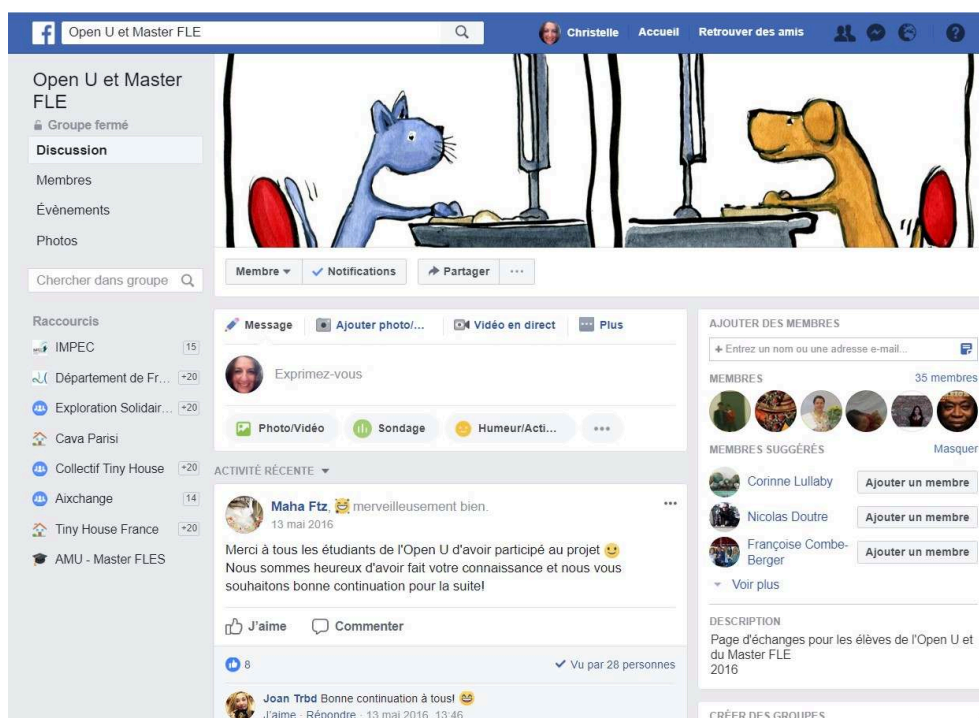 Open U et Master FLE
Christelle Accueil Retrouver des amis
Open U et Master
FLE
Groupe fermé
Discussion
Membres
Évènements
Photos
Chercher dans groupe
Raccourcis
IMPEC 15
Département de Fr... +20
Exploration Solidair... +20
Cava Parisi
Collectif Tiny House +20
Aixchange 14
Tiny House France +20
AMU - Master FLES
Membre Notifications Partager ...
Message Ajouter photo/... Vidéo en direct Plus
Exprimez-vous
Photo/Vidéo Sondage Humeur/Acti...
ACTIVITÉ RÉCENTE
Maha Ftz, merveilleusement bien.
13 mai 2016
Merci à tous les étudiants de l'Open U d'avoir participé au projet
Nous sommes heureux d'avoir fait votre connaissance et nous vous
souhaitons bonne continuation pour la suite!
J'aime Commenter
8 Vu par 28 personnes
Joan Trbd Bonne continuation à tous!
J'aime · Répondre · 13 mai 2016, 13:46
AJOUTER DES MEMBRES
+ Entrez un nom ou une adresse e-mail...
MEMBRES 35 membres
MEMBRES SUGGÉRÉS Masquer
Corinne Lullaby Ajouter un membre
Nicolas Doutre Ajouter un membre
Françoise Combe-
Berger Ajouter un membre
Voir plus
DESCRIPTION
Page d'échanges pour les élèves de l'Open U et
du Master FLE
2016
CRÉER DES GROUPES